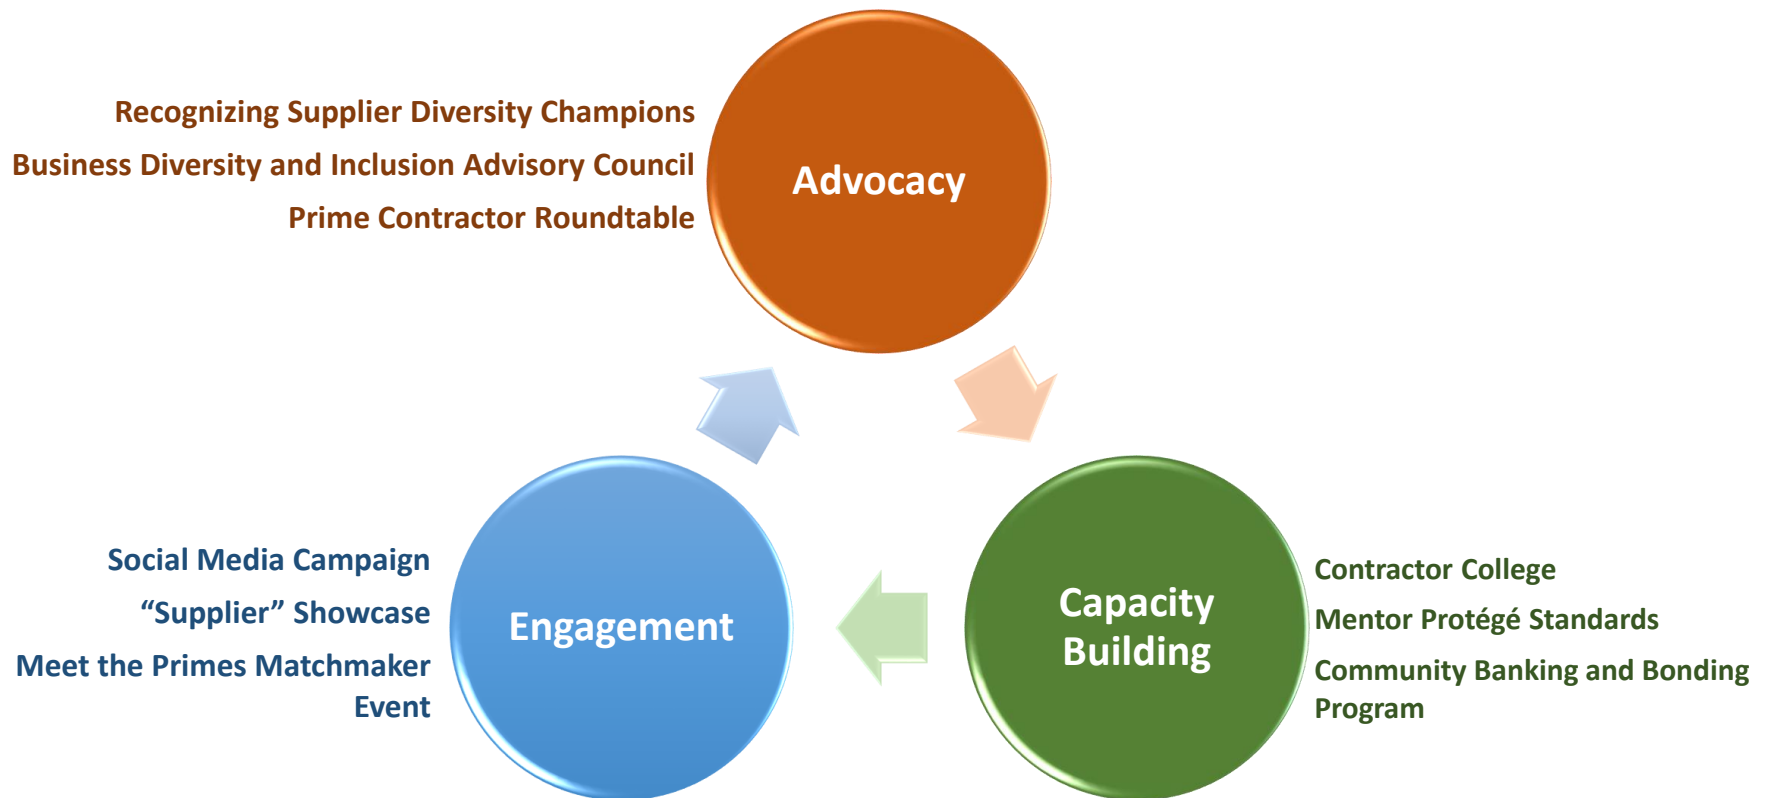 Recognizing Supplier Diversity Champions
Business Diversity and Inclusion Advisory Council
Prime Contractor Roundtable
Advocacy
Social Media Campaign
“Supplier” Showcase
Meet the Primes Matchmaker
Event
Engagement
Capacity
Building
Contractor College
Mentor Protégé Standards
Community Banking and Bonding
Program